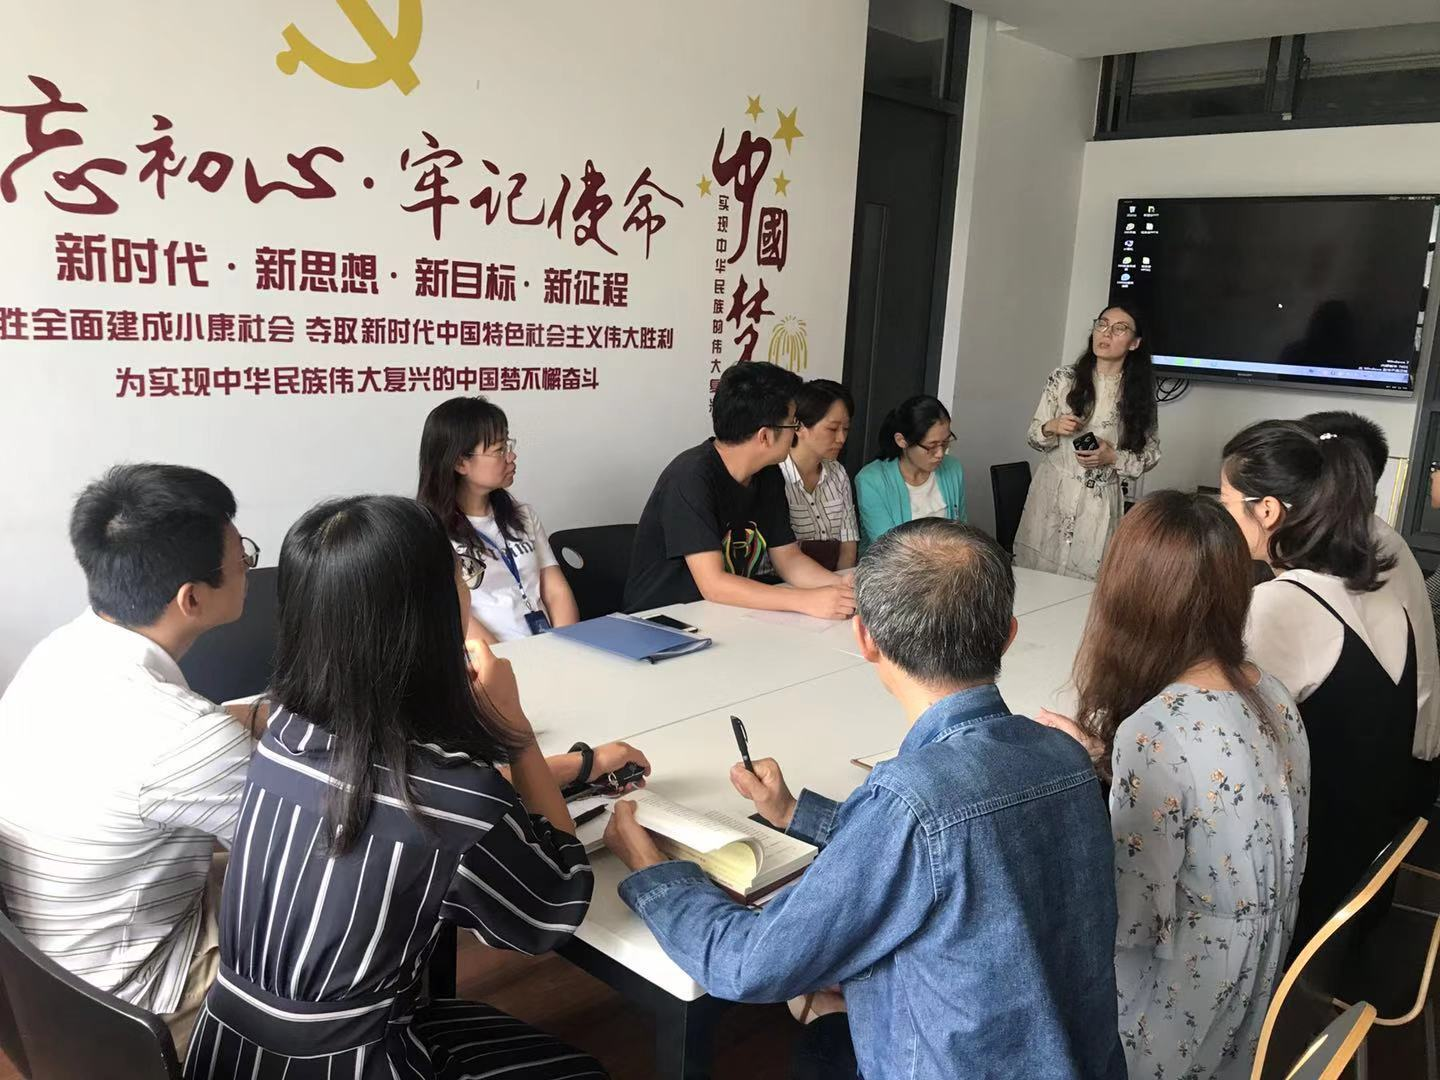 忘初心·牢记使命
新时代·新思想·新目标·新征程
胜全面建成小康社会 夺取新时代中国特色社会主义伟大胜利
为实现中华民族伟大复兴的中国梦不懈奋斗
中國梦
实现中华民族的伟大复兴